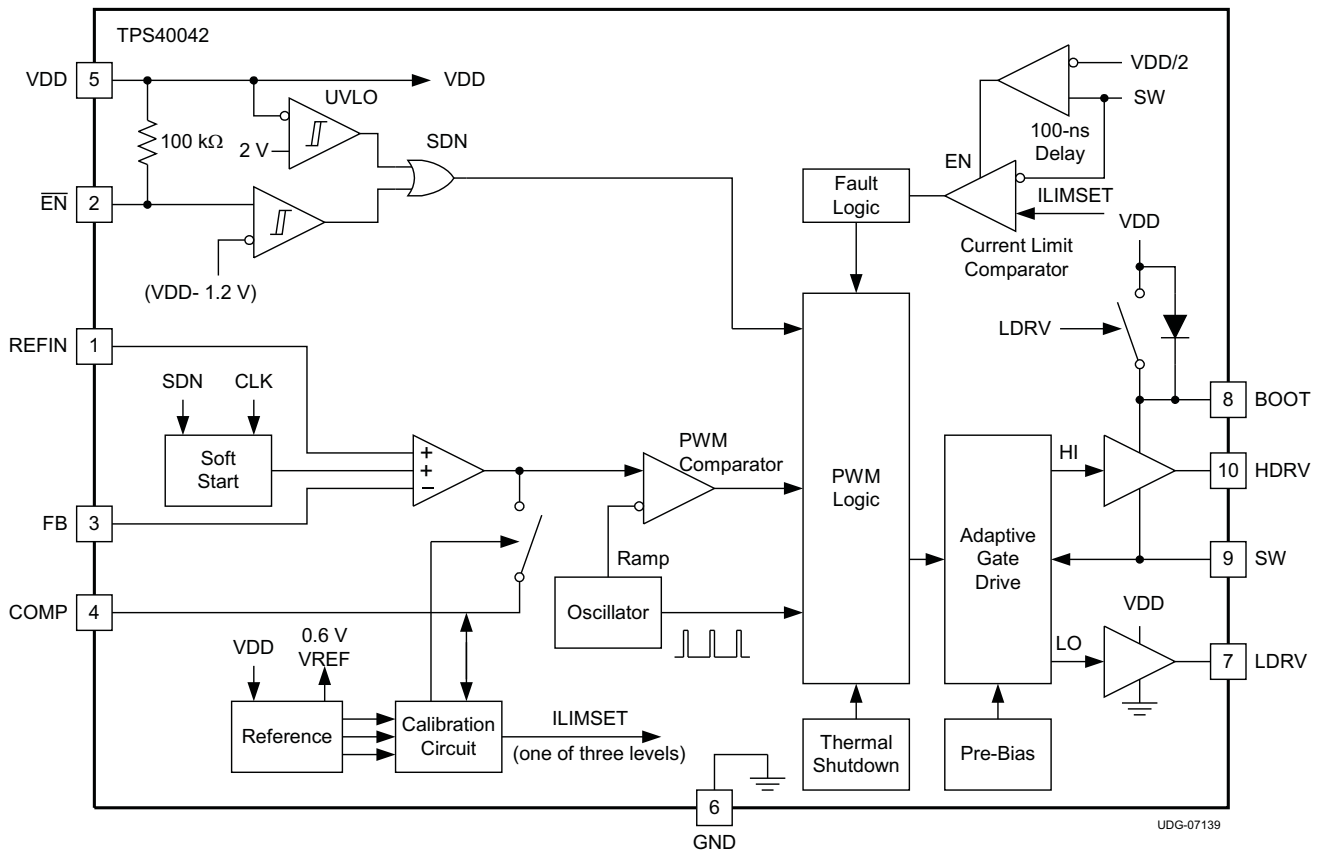 TPS40042
VDD
5
VDD
UVLO
100 kΩ
2 V
SDN
EN
2
(VDD- 1.2 V)
VDD/2
SW
100-ns
Delay
EN
Fault
Logic
ILIMSET
Current Limit
Comparator
VDD
LDRV
REFIN
1
SDN
CLK
Soft
Start
+
+
–
FB
3
PWM
Comparator
PWM
Logic
Ramp
Oscillator
COMP
4
8
BOOT
HI
10
HDRV
Adaptive
Gate
Drive
9
SW
VDD
LO
7
LDRV
VDD
0.6 V
VREF
Reference
Calibration
Circuit
ILIMSET
(one of three levels)
Thermal
Shutdown
Pre-Bias
6
GND
UDG-07139